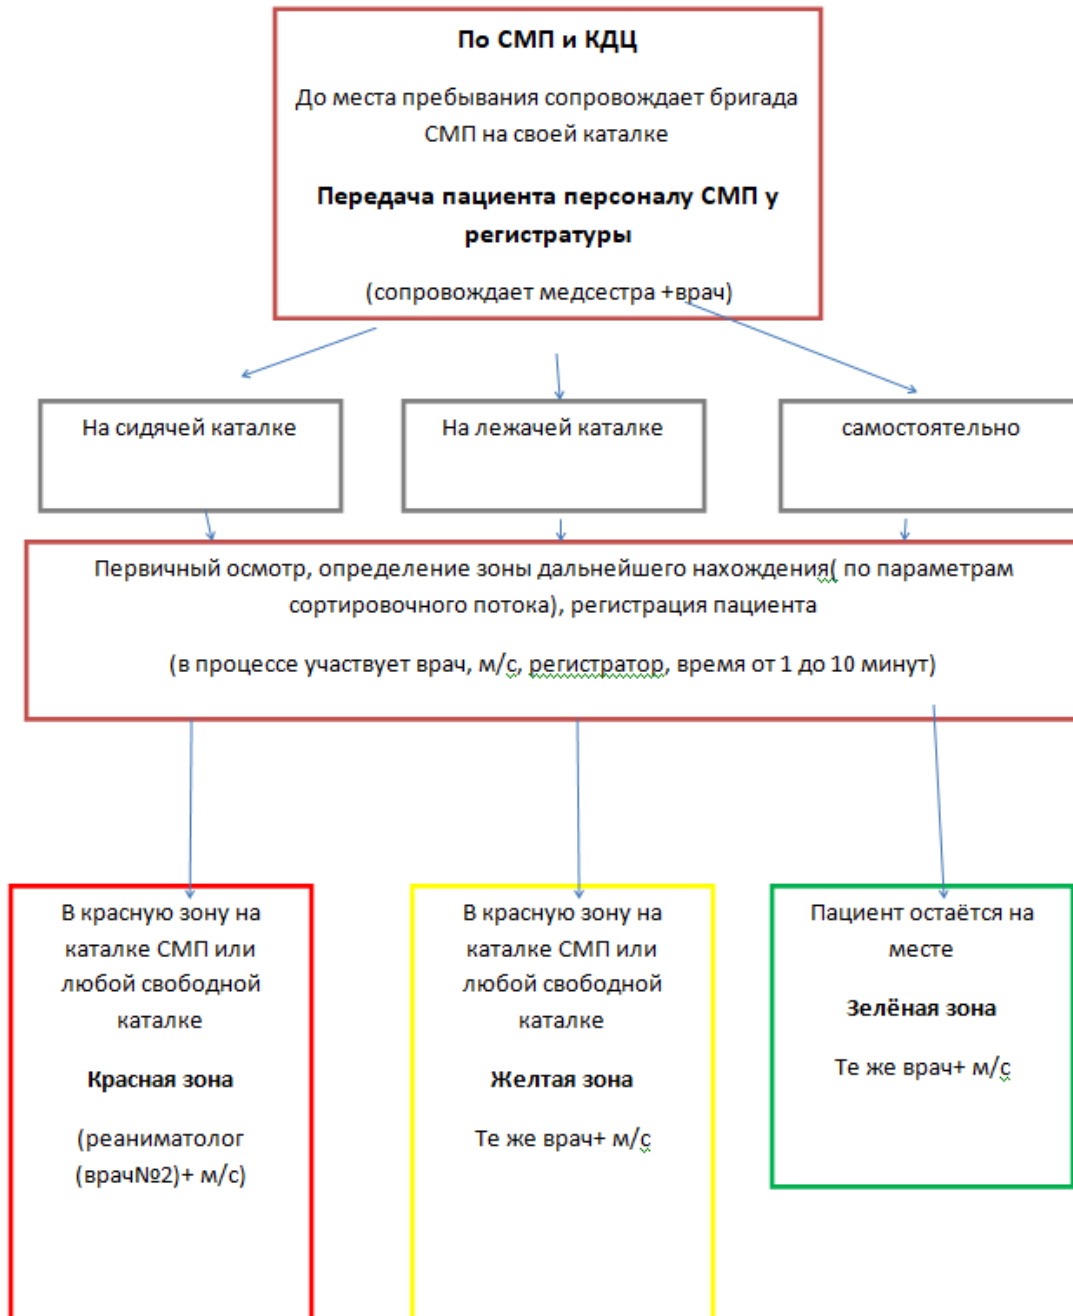 По СМП и КДЦ
До места пребывания сопровождает бригада
СМП на своей каталке
Передача пациента персоналу СМП у
регистратуры
(сопровождает медсестра +врач)
На сидячей каталке
На лежачей каталке
самостоятельно
Первичный осмотр, определение зоны дальнейшего нахождения( по параметрам
сортировочного потока), регистрация пациента
(в процессе участвует врач, м/с, регистратор, время от 1 до 10 минут)
В красную зону на
каталке СМП или
любой свободной
каталке
Красная зона
(реаниматолог
(врач№2)+ м/с)
В красную зону на
каталке СМП или
любой свободной
каталке
Желтая зона
Те же врач+ м/с
Пациент остаётся на
месте
Зелёная зона
Те же врач+ м/с